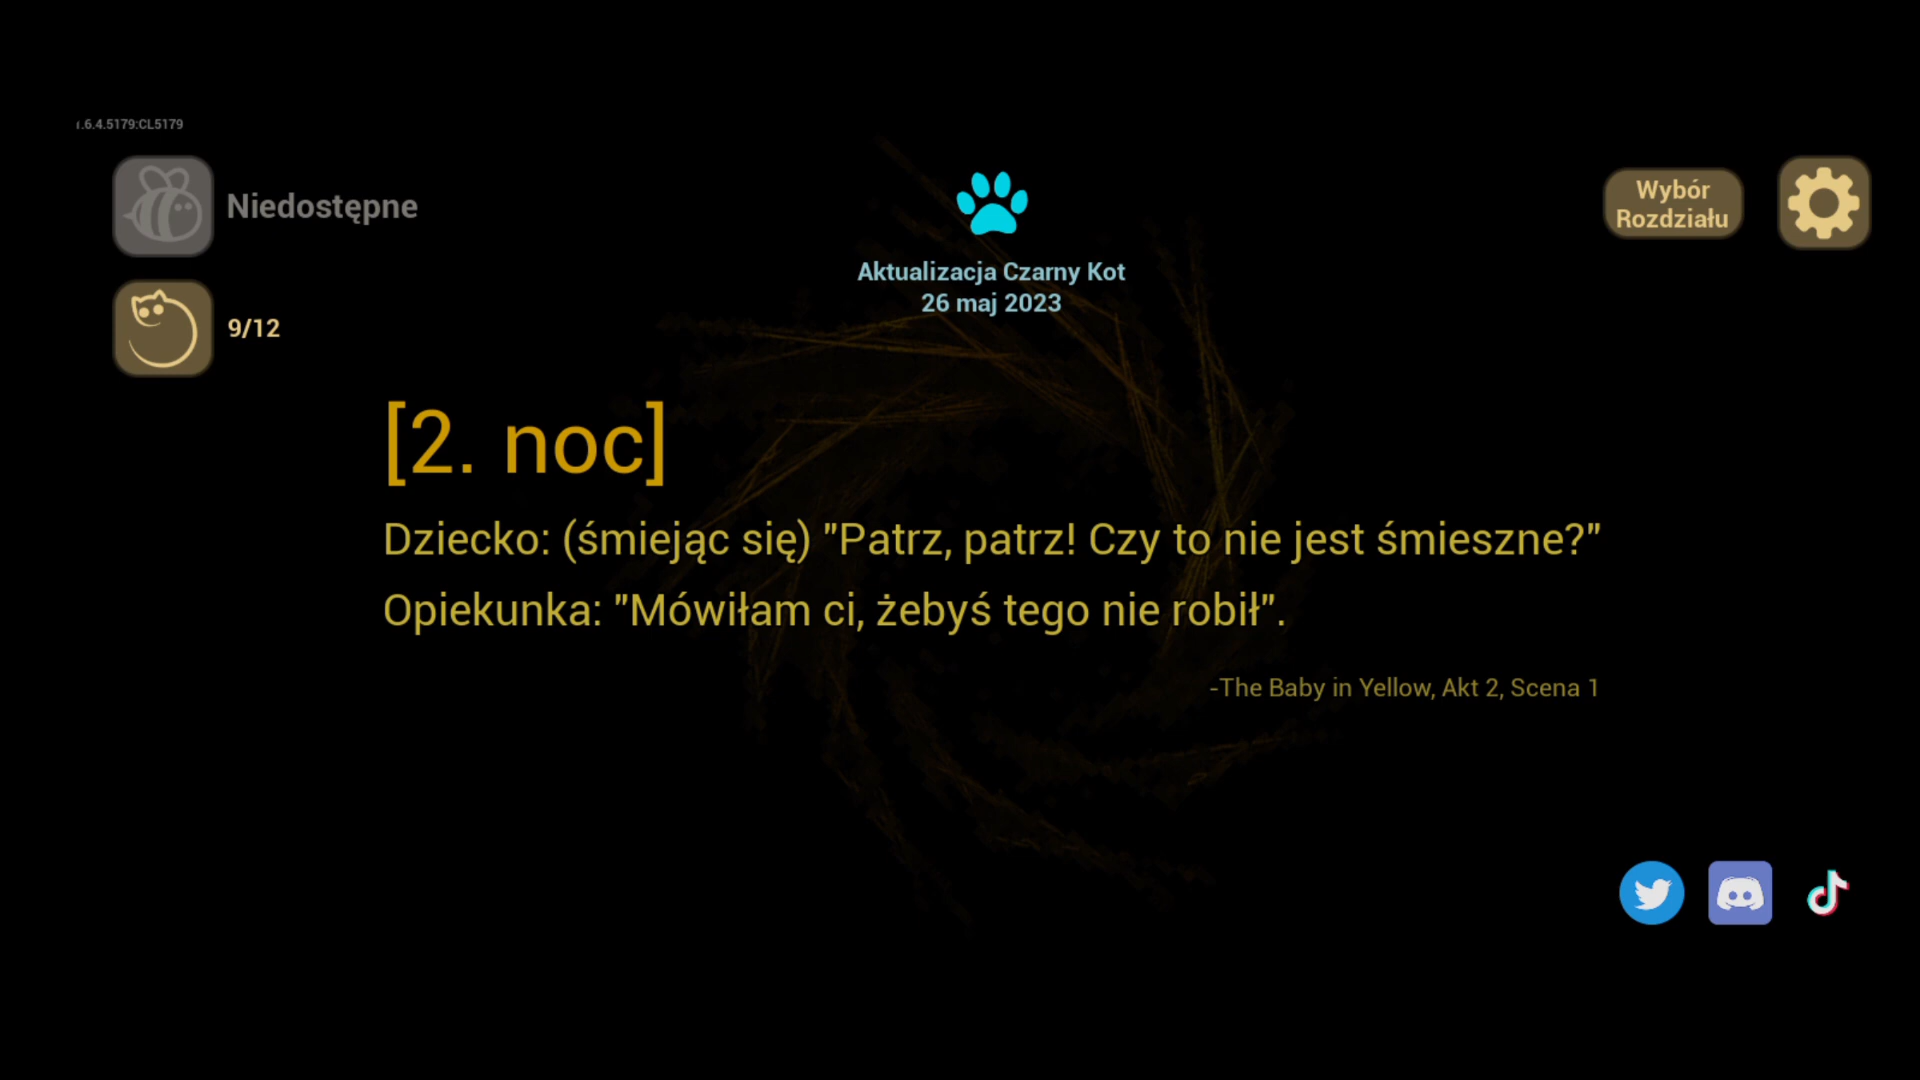 .6.4.5179:CL5179
Niedostępne
9/12
Aktualizacja Czarny Kot
26 maj 2023
Wybór
Rozdziału
[2. noc]
Dziecko: (śmiejąc się) "Patrz, patrz! Czy to nie jest śmieszne?"
Opiekunka: "Mówiłam ci, żebyś tego nie robił".
-The Baby in Yellow, Akt 2, Scena 1